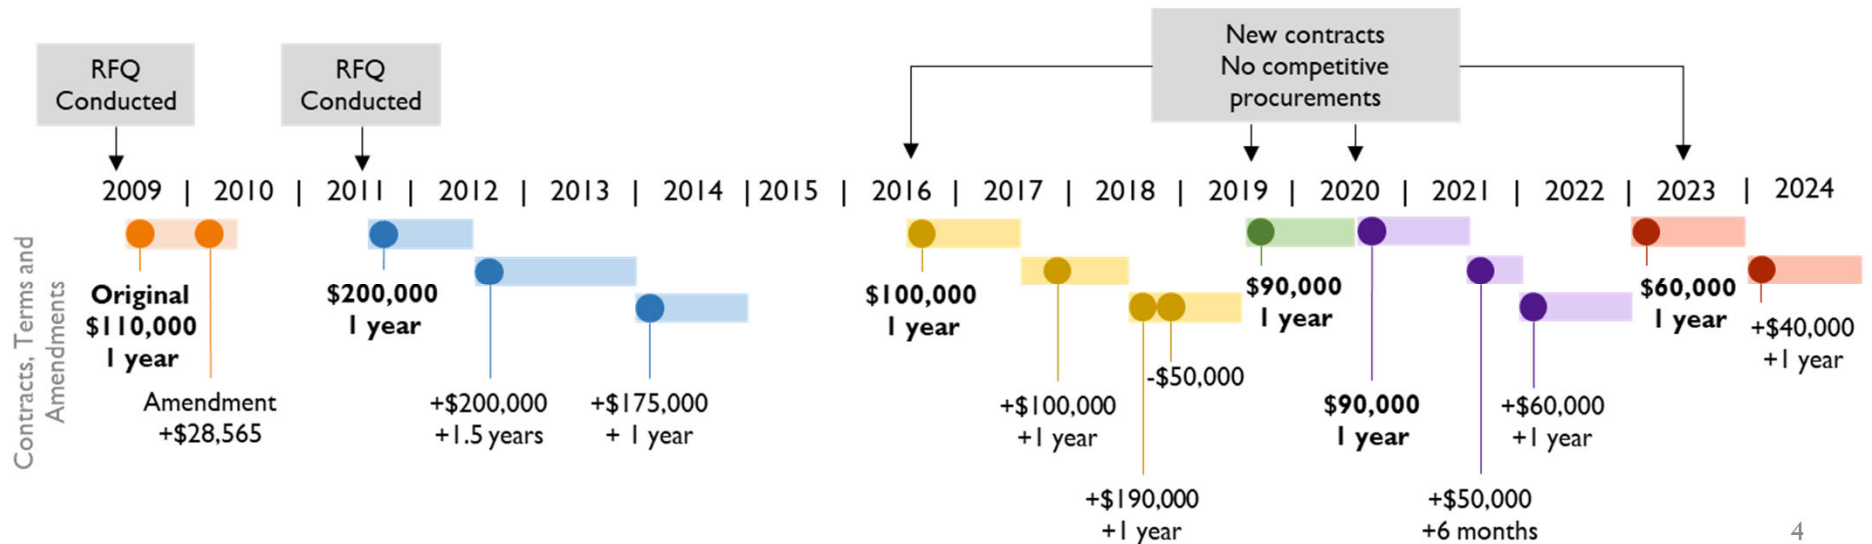 RFQ
Conducted
RFQ
Conducted
New contracts
No competitive
procurements
2009 | 2010 | 2011 | 2012 | 2013 | 2014 | 2015 | 2016 | 2017 | 2018 | 2019 | 2020 | 2021 | 2022 | 2023 | 2024
Contracts, Terms and
Amendments
Original
$110,000
1 year
Amendment
+$28,565
$200,000
1 year
+$200,000
+1.5 years
+$175,000
+ 1 year
$100,000
1 year
+$100,000
+1 year
+$190,000
+1 year
-$50,000
$90,000
1 year
$90,000
1 year
+$50,000
+6 months
+$60,000
+1 year
$60,000
1 year
+$40,000
+1 year
4